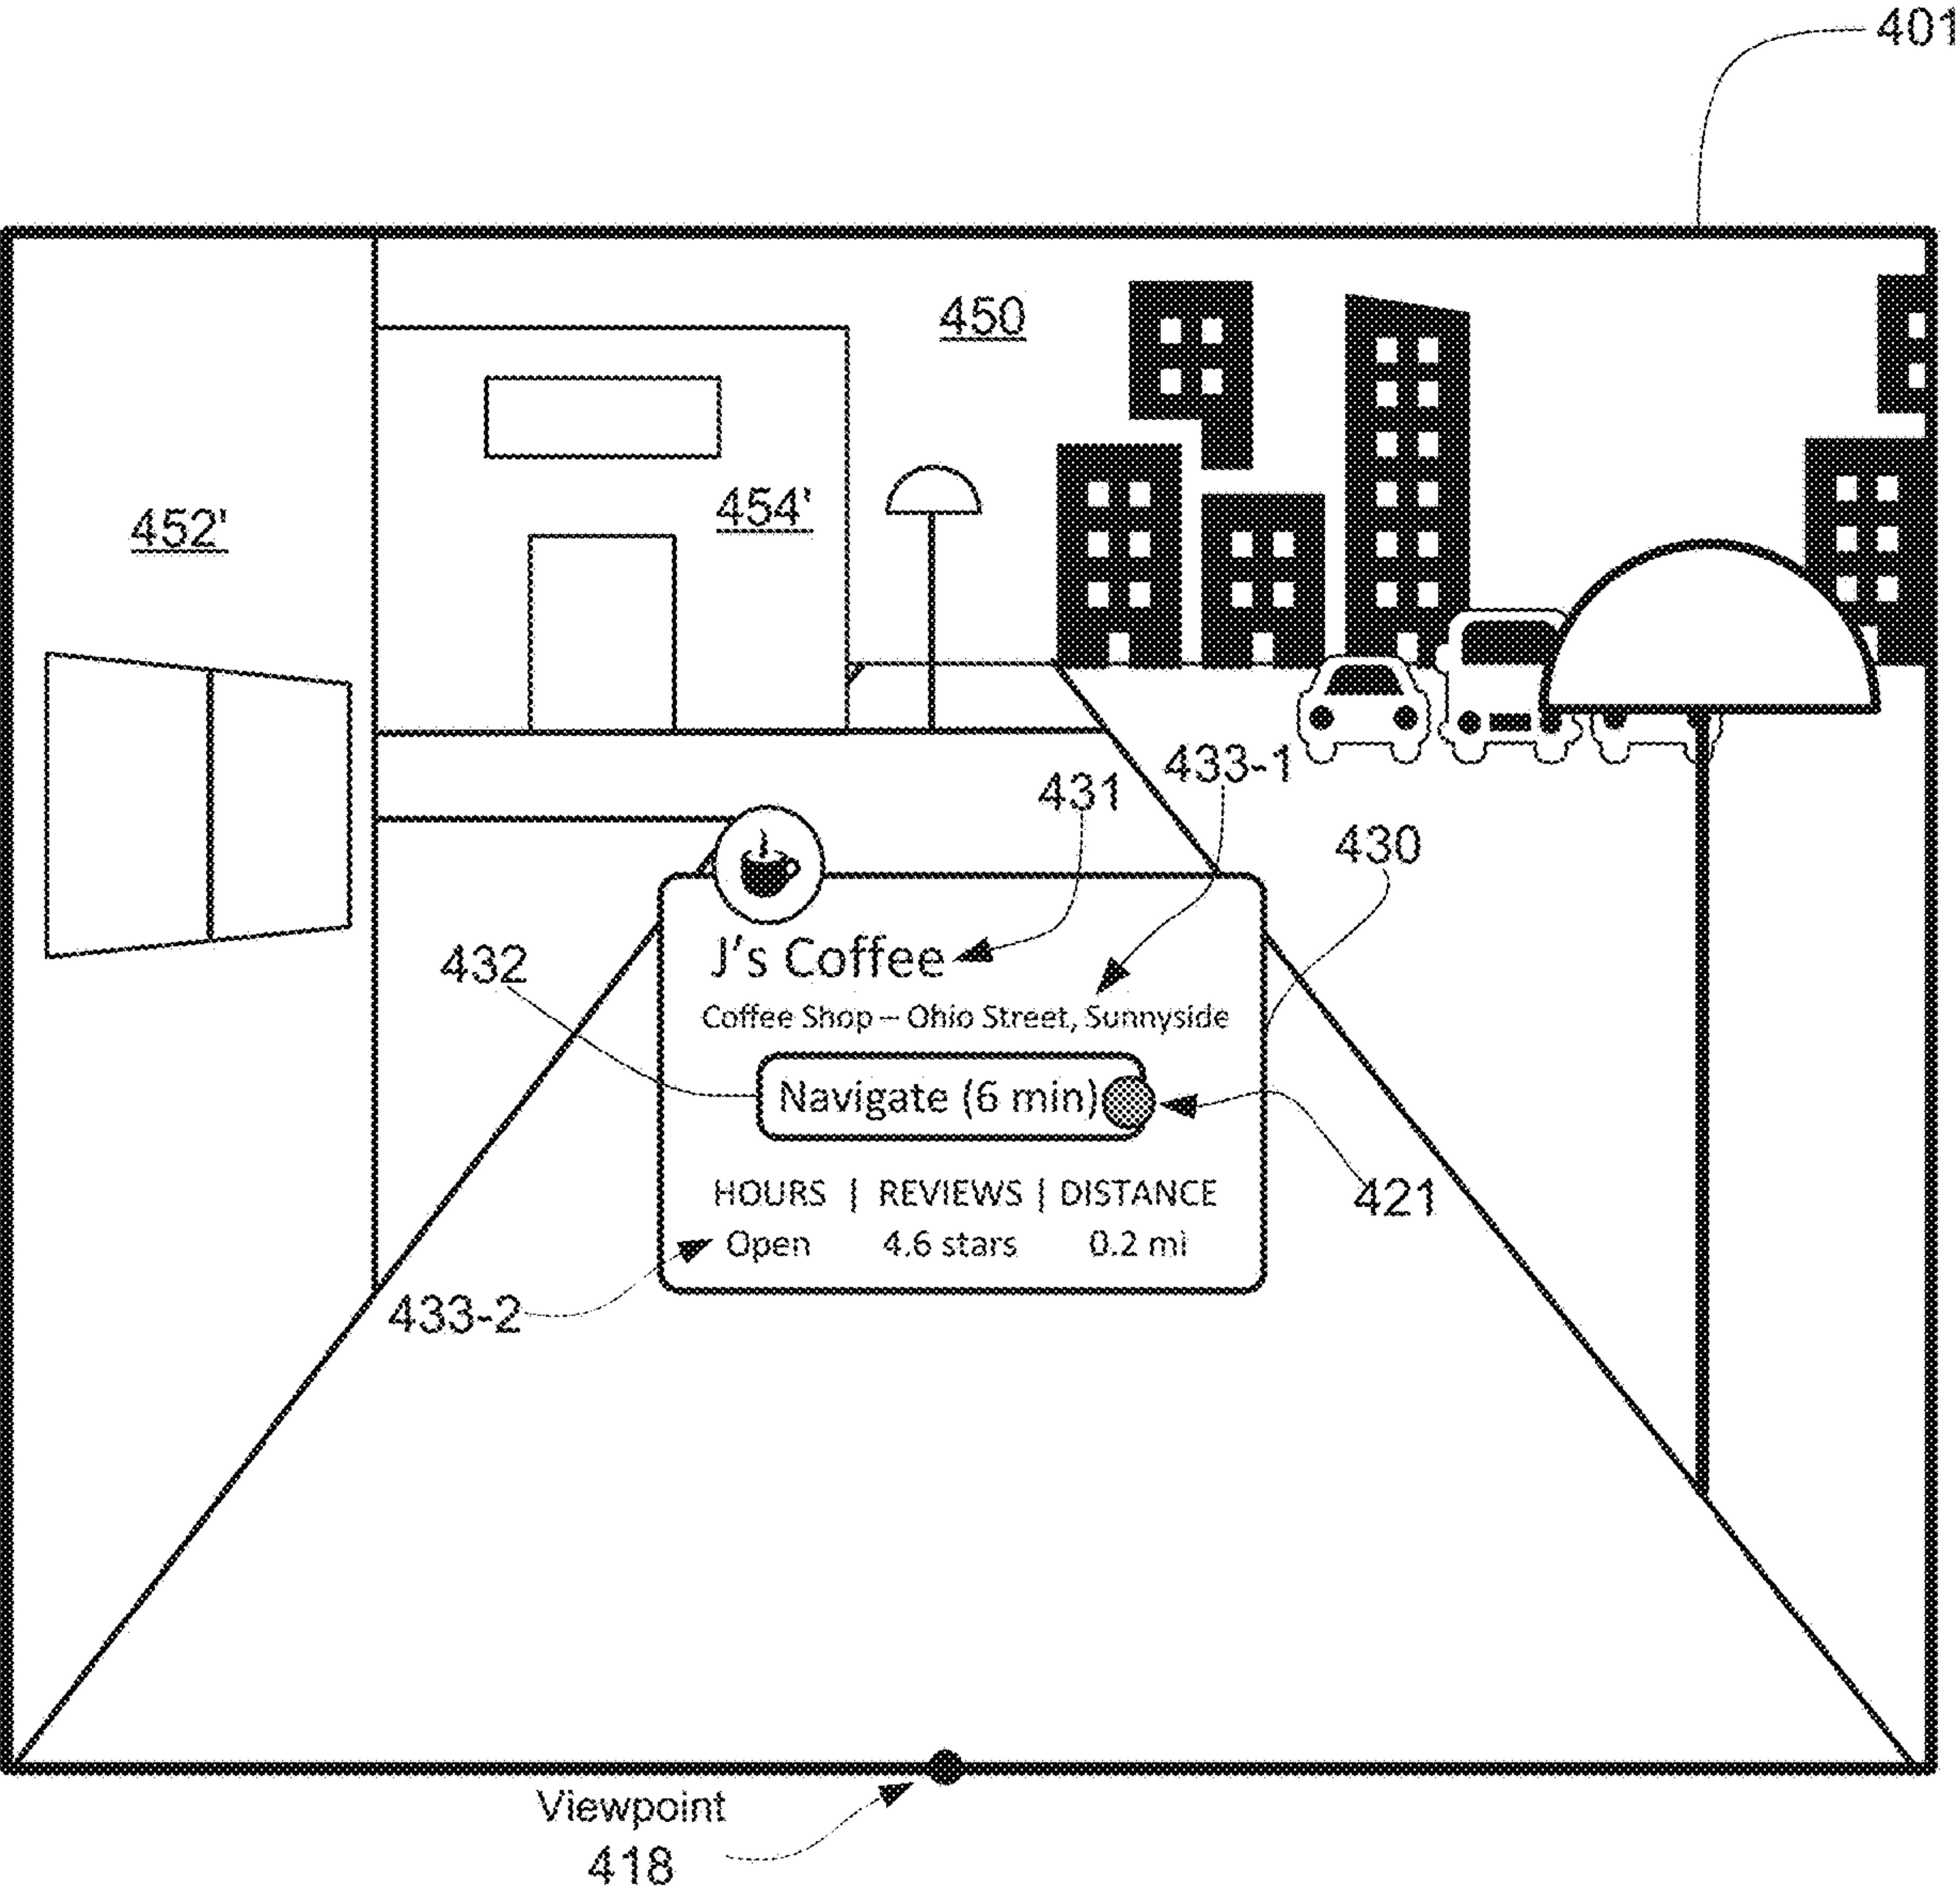 401
450
452'
454'
433-1
431
430
432
J's Coffee
Coffee Shop – Ohio Street, Sunnyside
Navigate (6 min)
421
HOURS | REVIEWS | DISTANCE
Open 4.6 stars 0.2 mi
433-2
Viewpoint
418